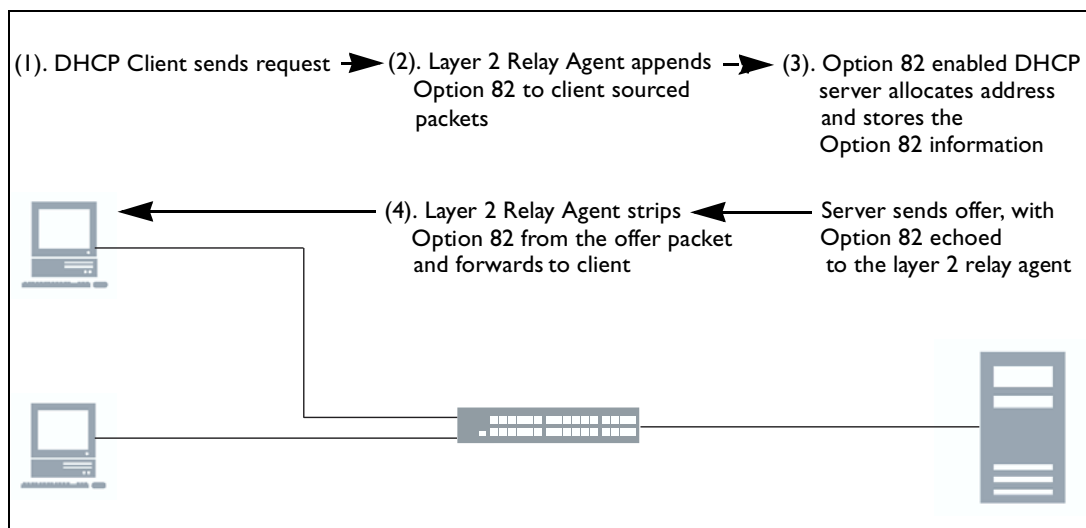 (1). DHCP Client sends request
(2). Layer 2 Relay Agent appends
Option 82 to client sourced
packets
(3). Option 82 enabled DHCP
server allocates address
and stores the
Option 82 information
(4). Layer 2 Relay Agent strips
Option 82 from the offer packet
and forwards to client
Server sends offer, with
Option 82 echoed
to the layer 2 relay agent